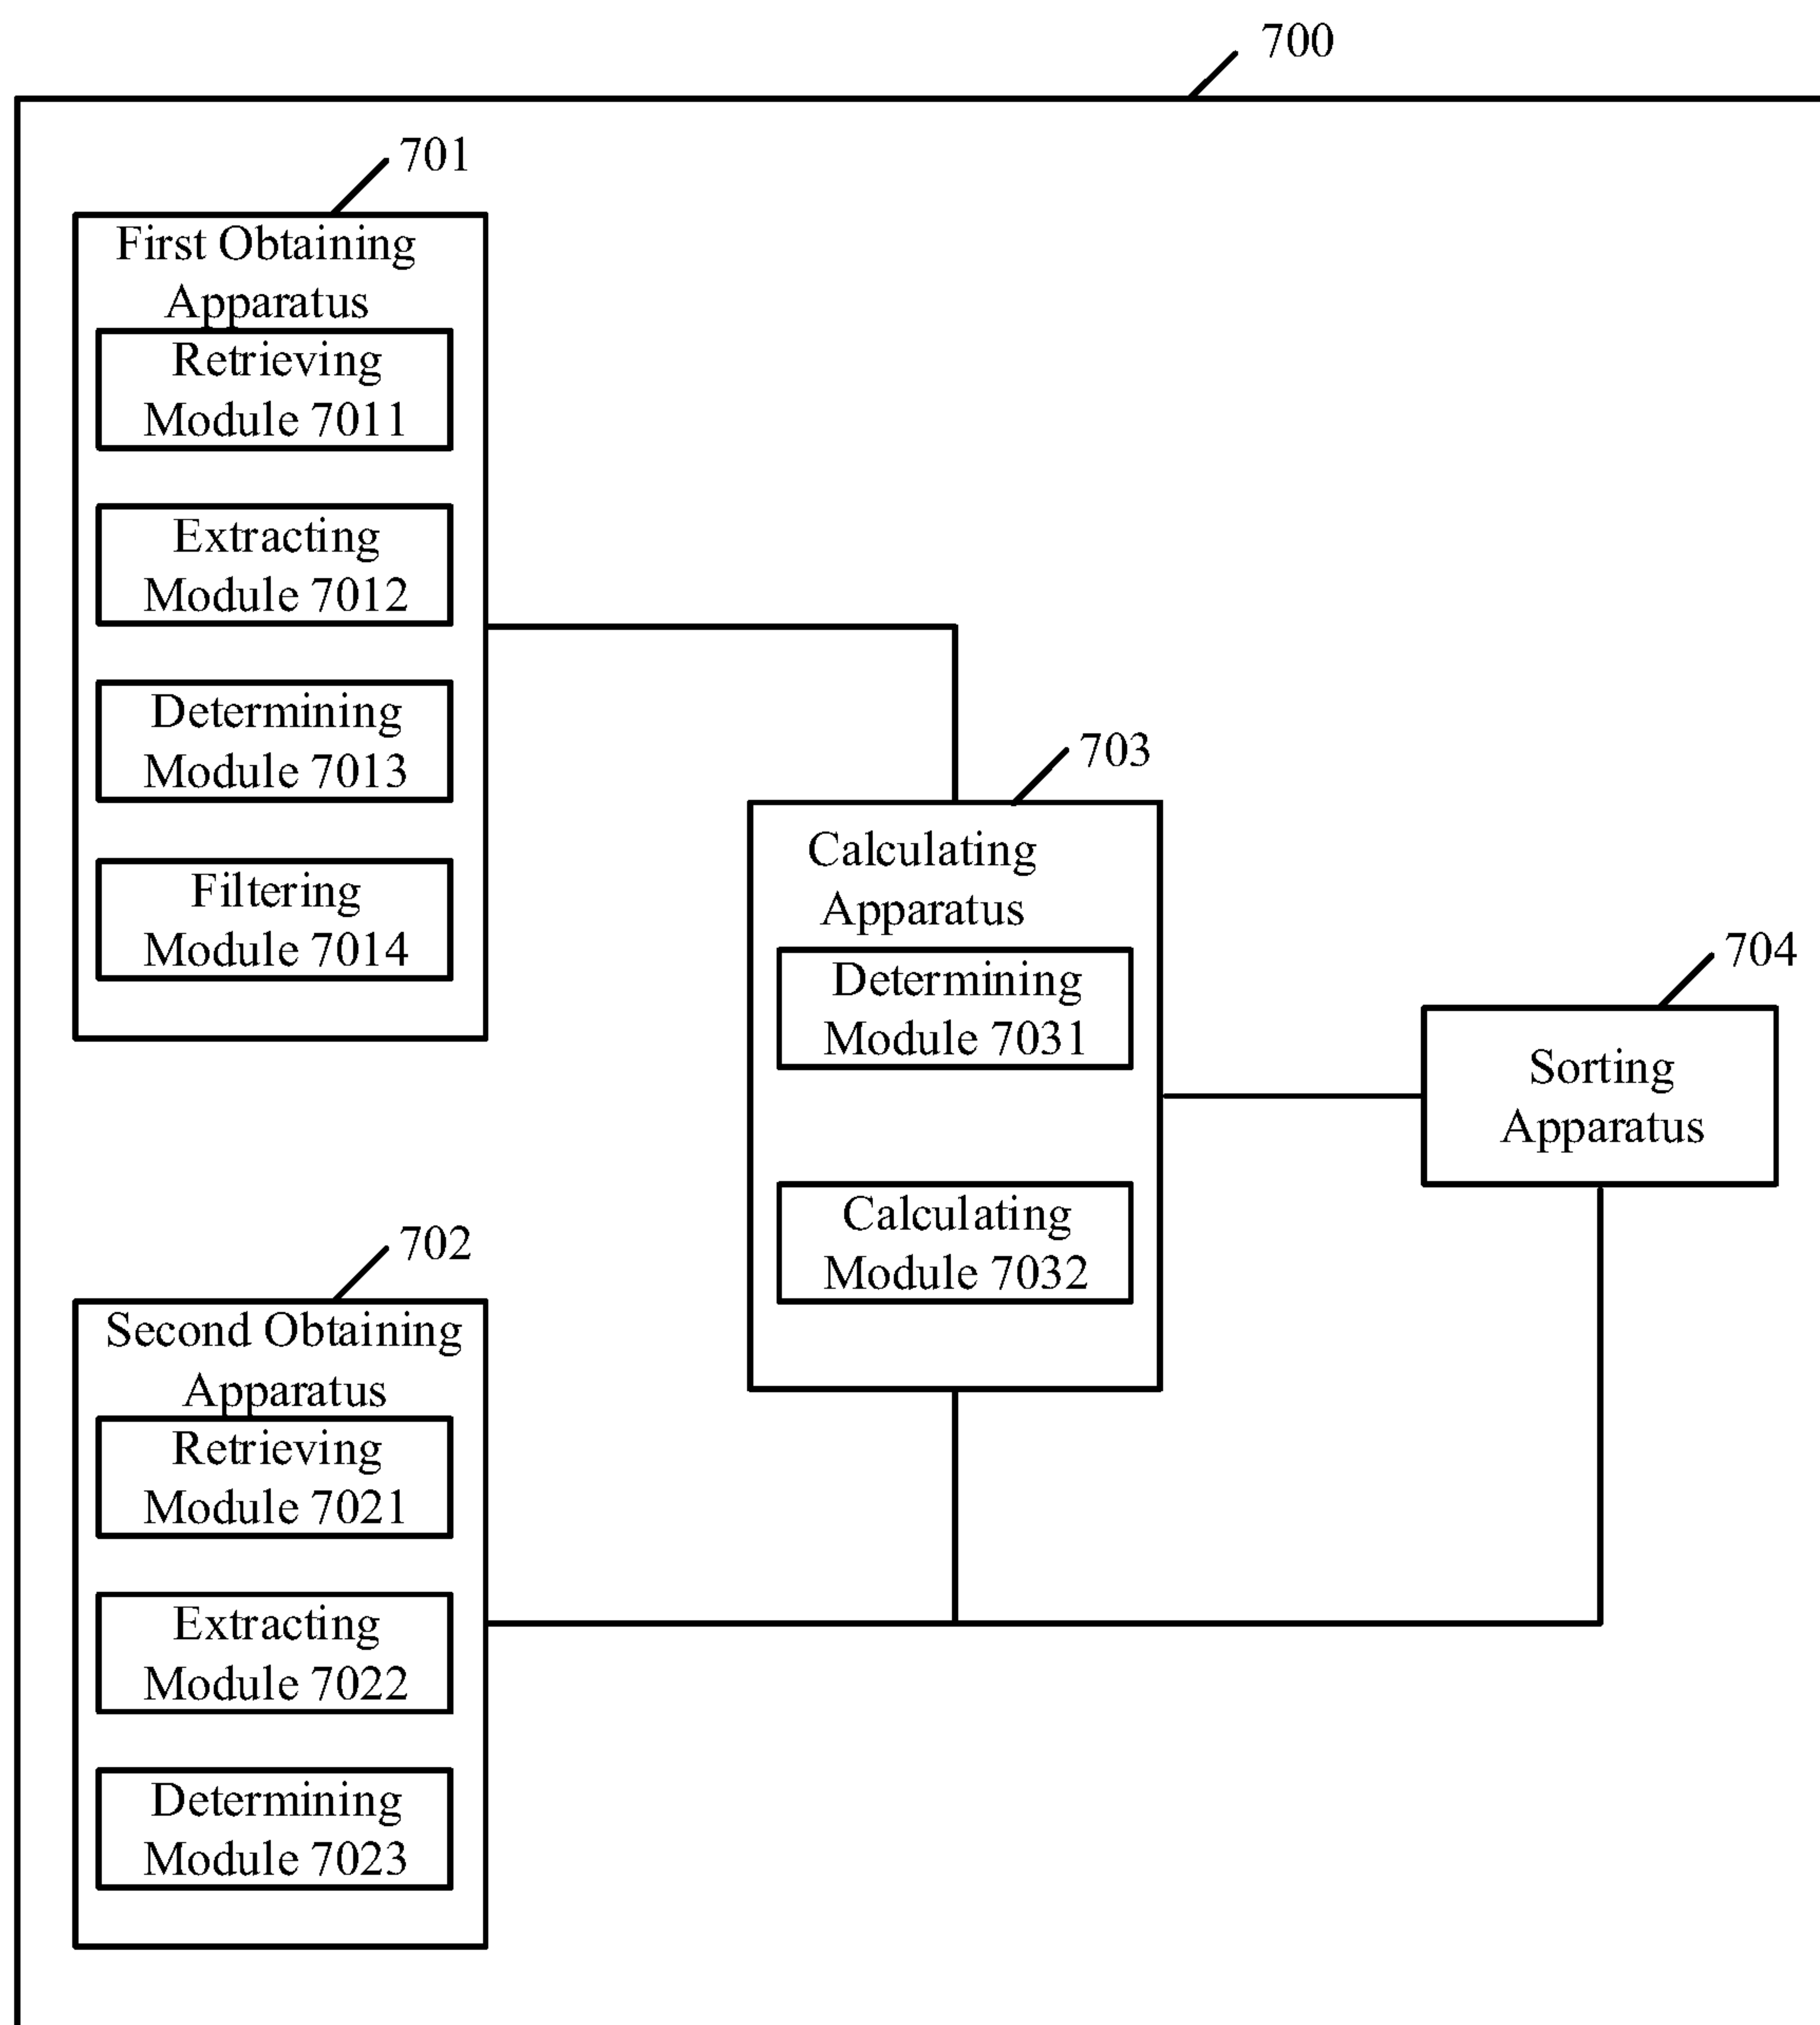 700
701
First Obtaining
Apparatus
Retrieving
Module 7011
Extracting
Module 7012
Determining
Module 7013
Filtering
Module 7014
703
Calculating
Apparatus
Determining
Module 7031
Calculating
Module 7032
704
Sorting
Apparatus
702
Second Obtaining
Apparatus
Retrieving
Module 7021
Extracting
Module 7022
Determining
Module 7023